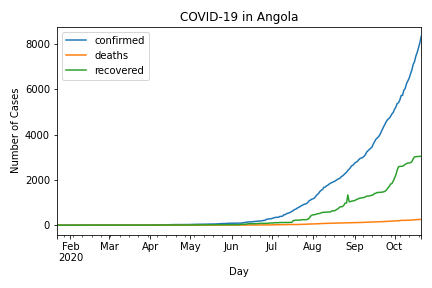 COVID-19 in Angola
confirmed
deaths
recovered
Number of Cases
8000
6000
4000
2000
0
Feb Mar Apr May Jun Jul Aug Sep Oct
2020
Day